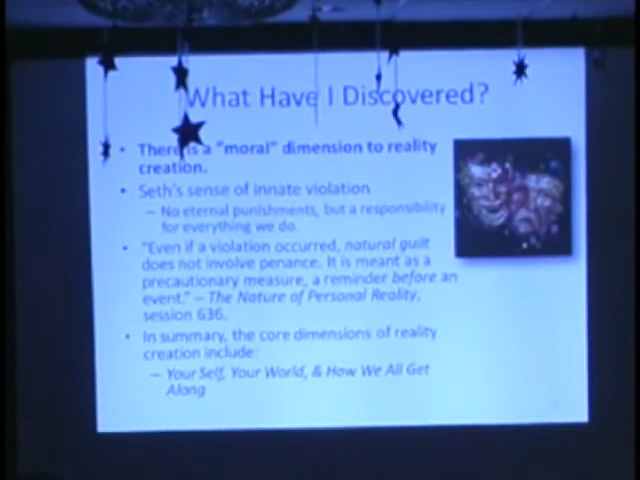 What Have I Discovered?
• There is a "moral" dimension to reality
creation.
• Seth's sense of innate violation
– No eternal punishments, but a responsibility
for everything we do
• "Even if a violation occurred, natural guilt
does not involve penance. It is meant as a
precautionary measure, a reminder before an
event." – The Nature of Personal Reality,
session 636.
• In summary, the core dimensions of reality
creation include:
– Your Self, Your World, & How We All Get
Along